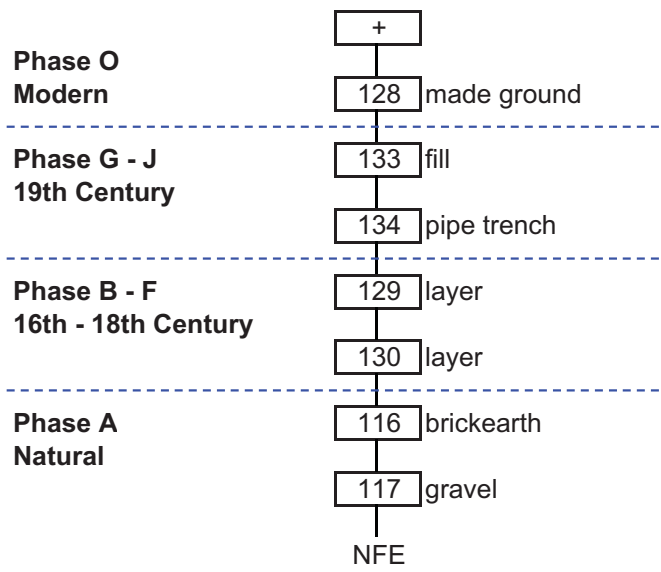 +
Phase O
Modern
128 made ground
Phase G - J
19th Century
133 fill
134 pipe trench
Phase B - F
16th - 18th Century
129 layer
130 layer
Phase A
Natural
116 brickearth
117 gravel
NFE